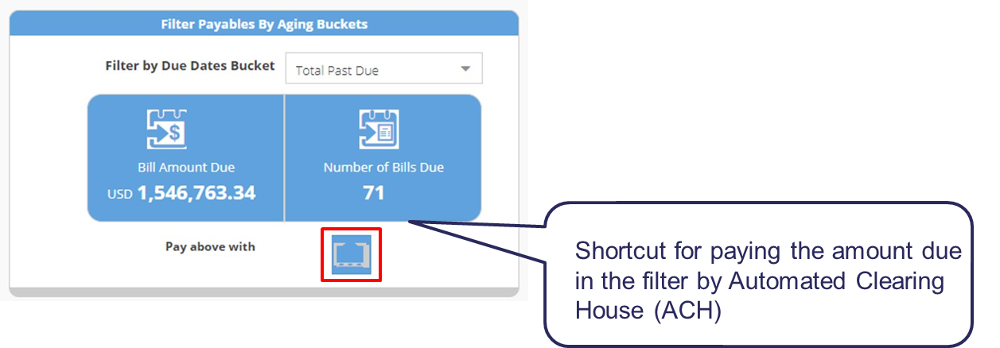 Filter Payables By Aging Buckets
Filter by Due Dates Bucket
Total Past Due
$
Bill Amount Due
Number of Bills Due
USD 1,546,763.34
71
Pay above with
Shortcut for paying the amount due
in the filter by Automated Clearing
House (ACH)